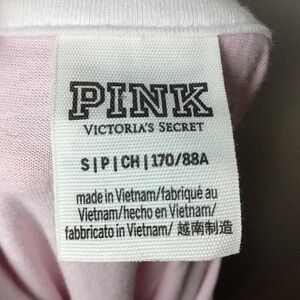 PINK
VICTORIA'S SECRET
S|P|CH|170/88A
made in Vietnam/fabriqué au
Vietnam/hecho en Vietnam/
fabbricato in Vietnam/ 越南制造